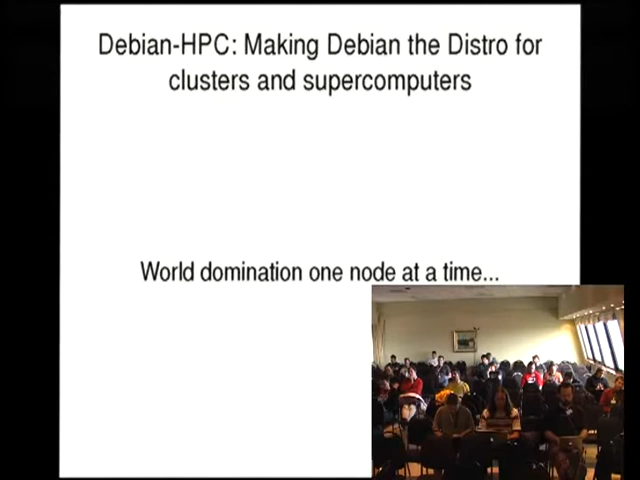 Debian-HPC: Making Debian the Distro for
clusters and supercomputers
World domination one node at a time...